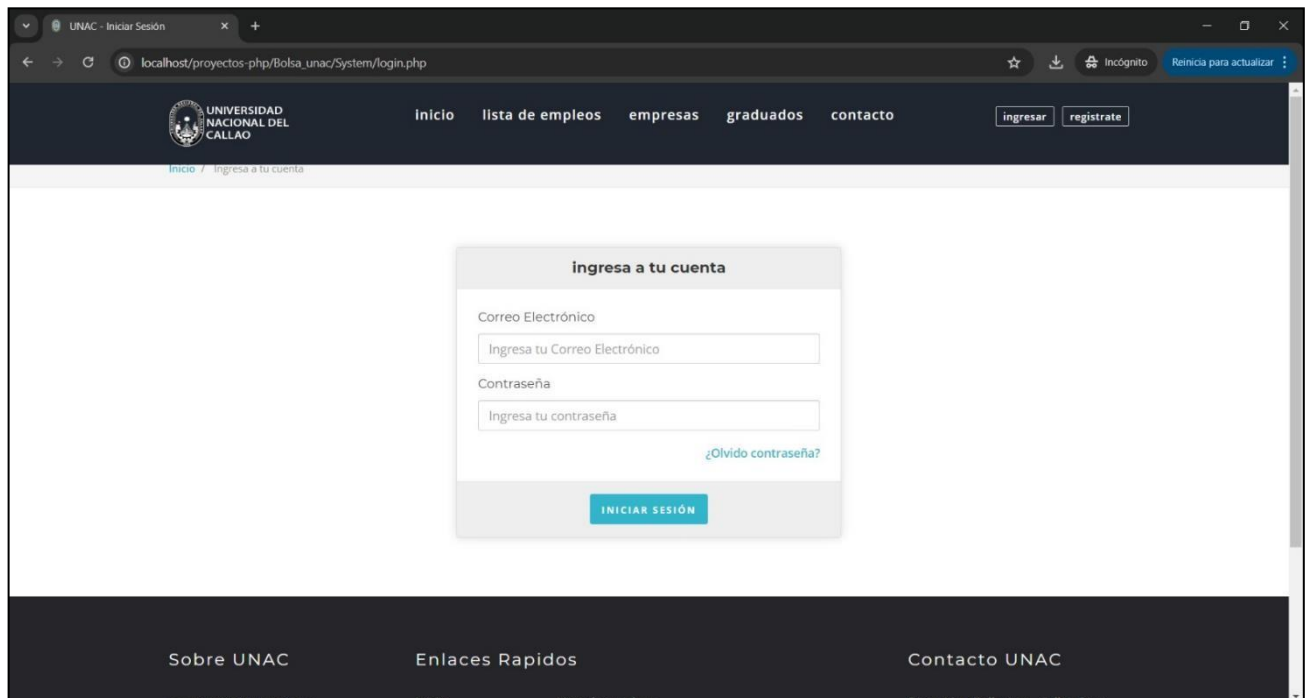 UNAC - Iniciar Sesión
localhost/proyectos-php/Bolsa_unac/System/login.php
Incógnito
Reinicia para actualizar
UNIVERSIDAD
NACIONAL DEL
CALLAO
inicio lista de empleos empresas graduados contacto
ingresar registrate
Inicio / Ingresa a tu cuenta
ingresa a tu cuenta
Correo Electrónico
Ingresa tu Correo Electrónico
Contraseña
Ingresa tu contraseña
¿Olvido contraseña?
INICIAR SESIÓN
Sobre UNAC Enlaces Rapidos Contacto UNAC